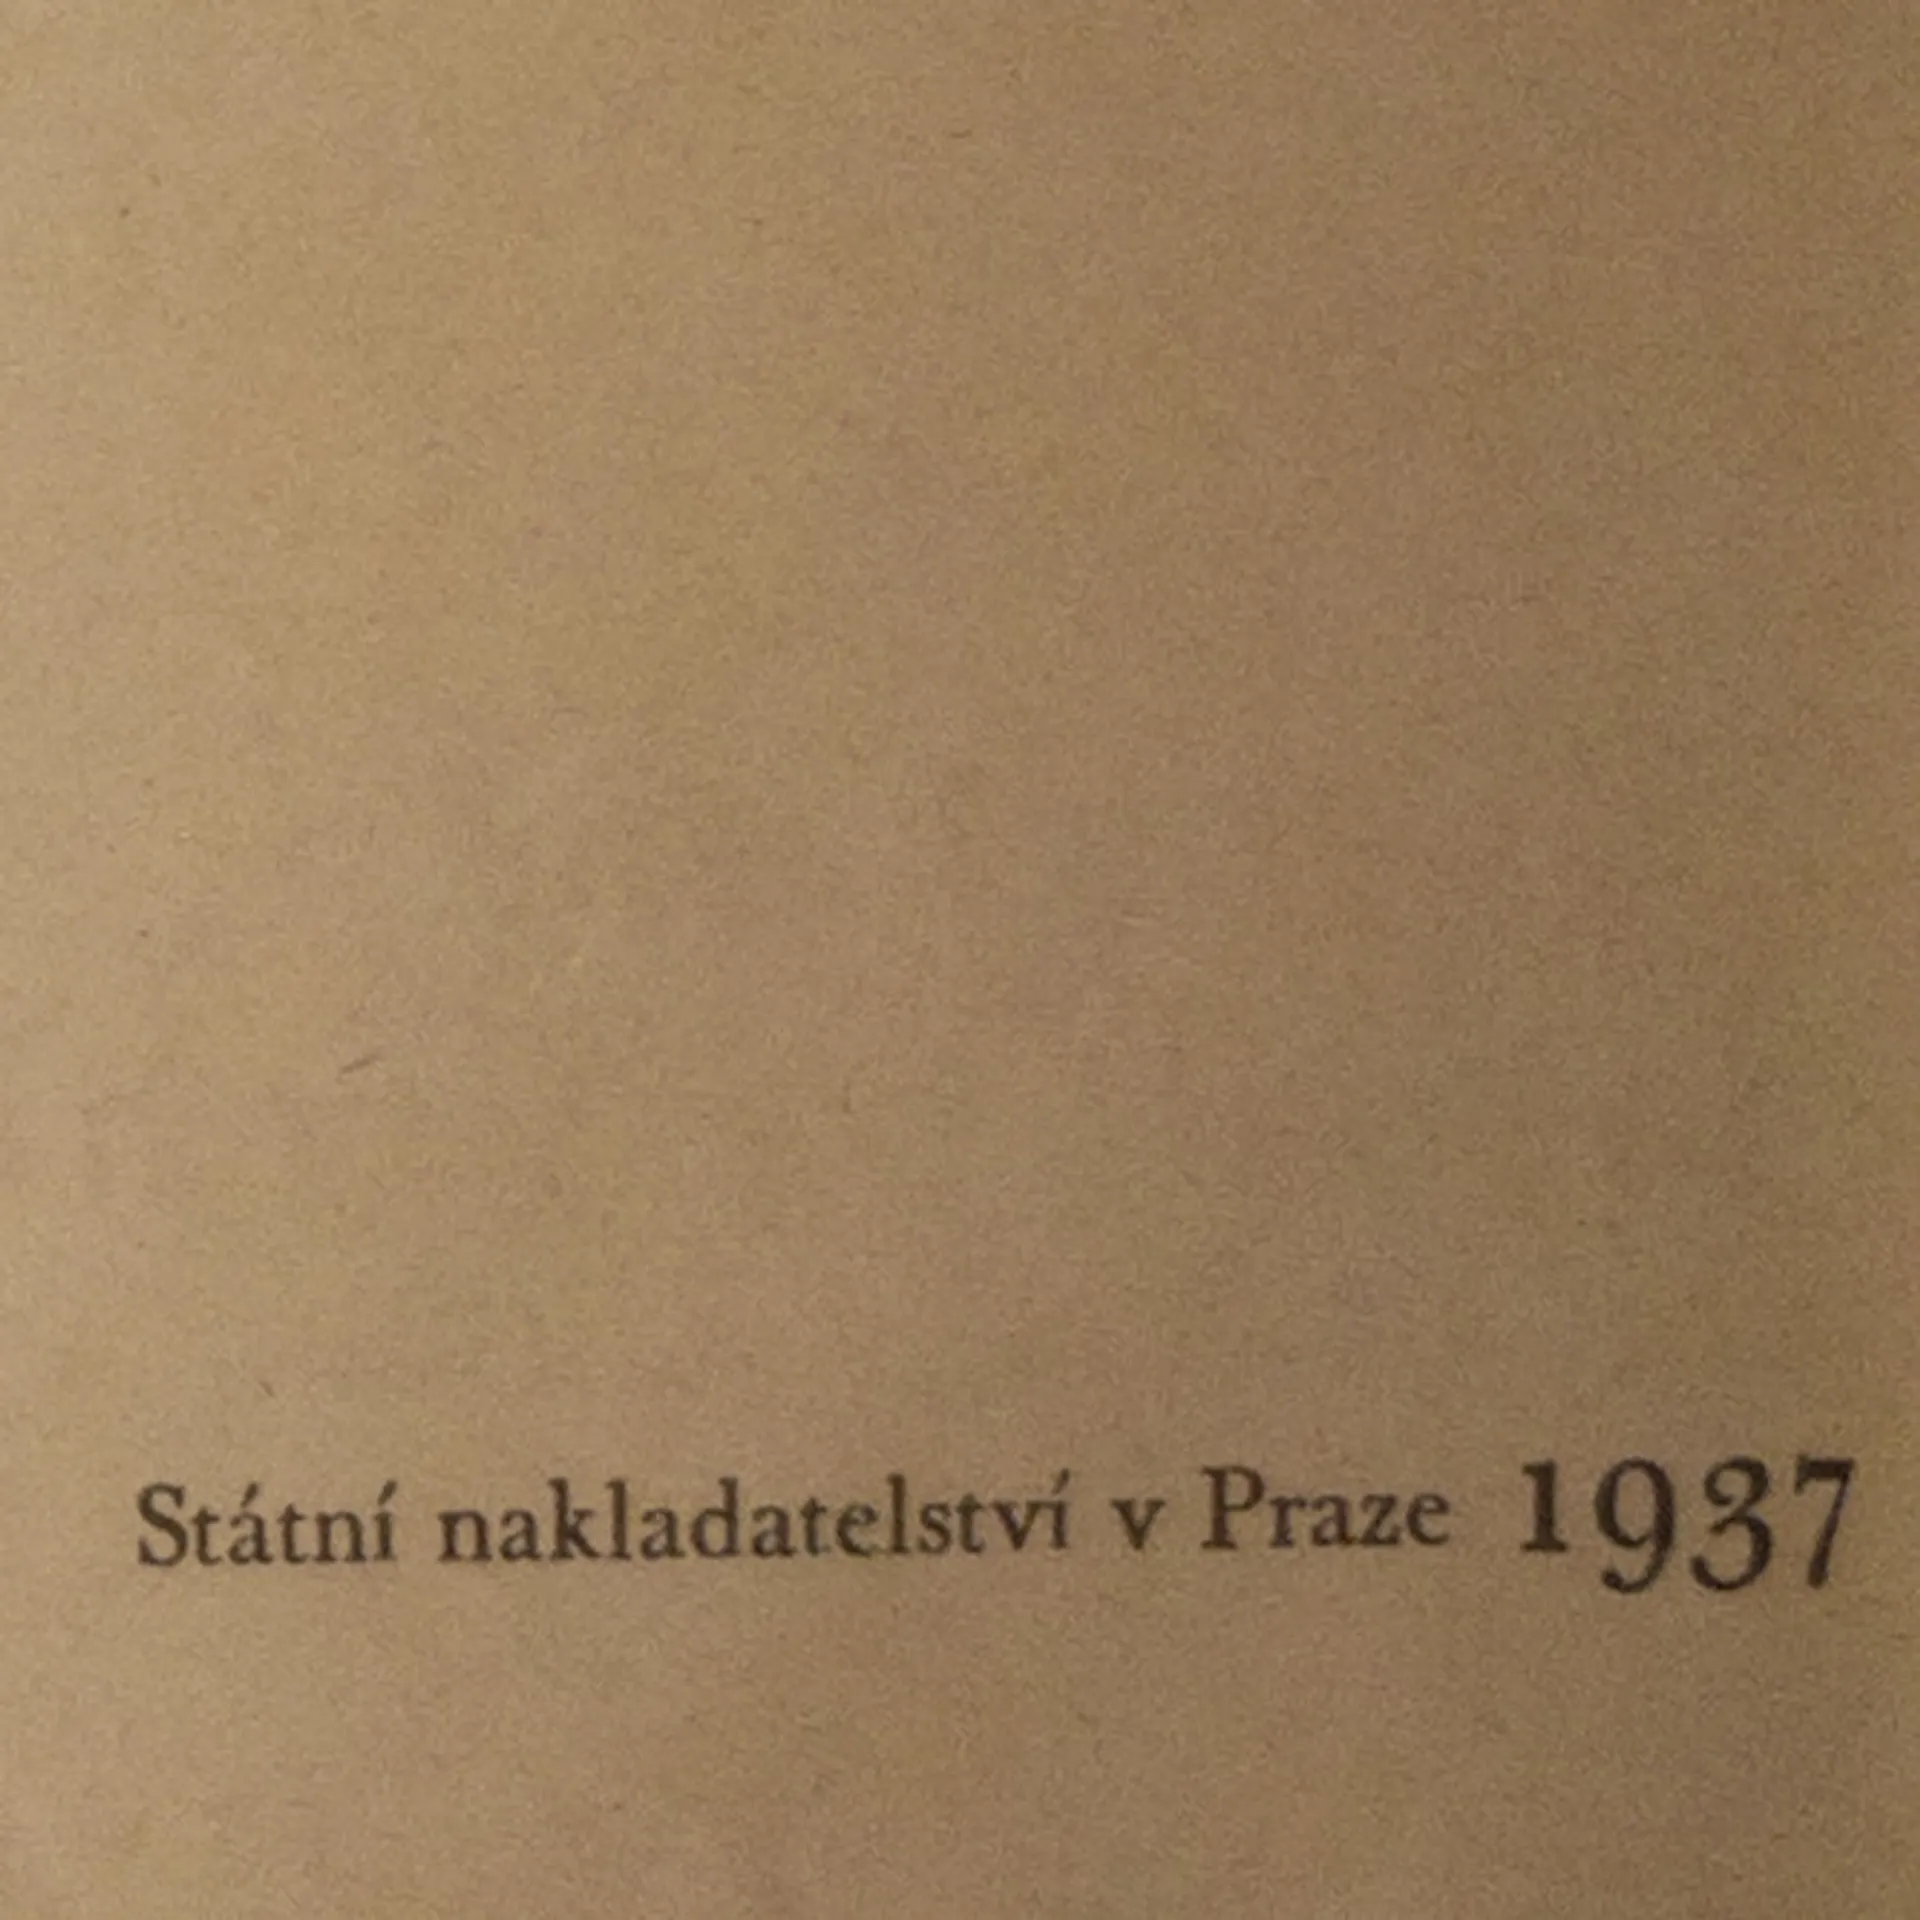 Státní nakladatelství v Praze 1937